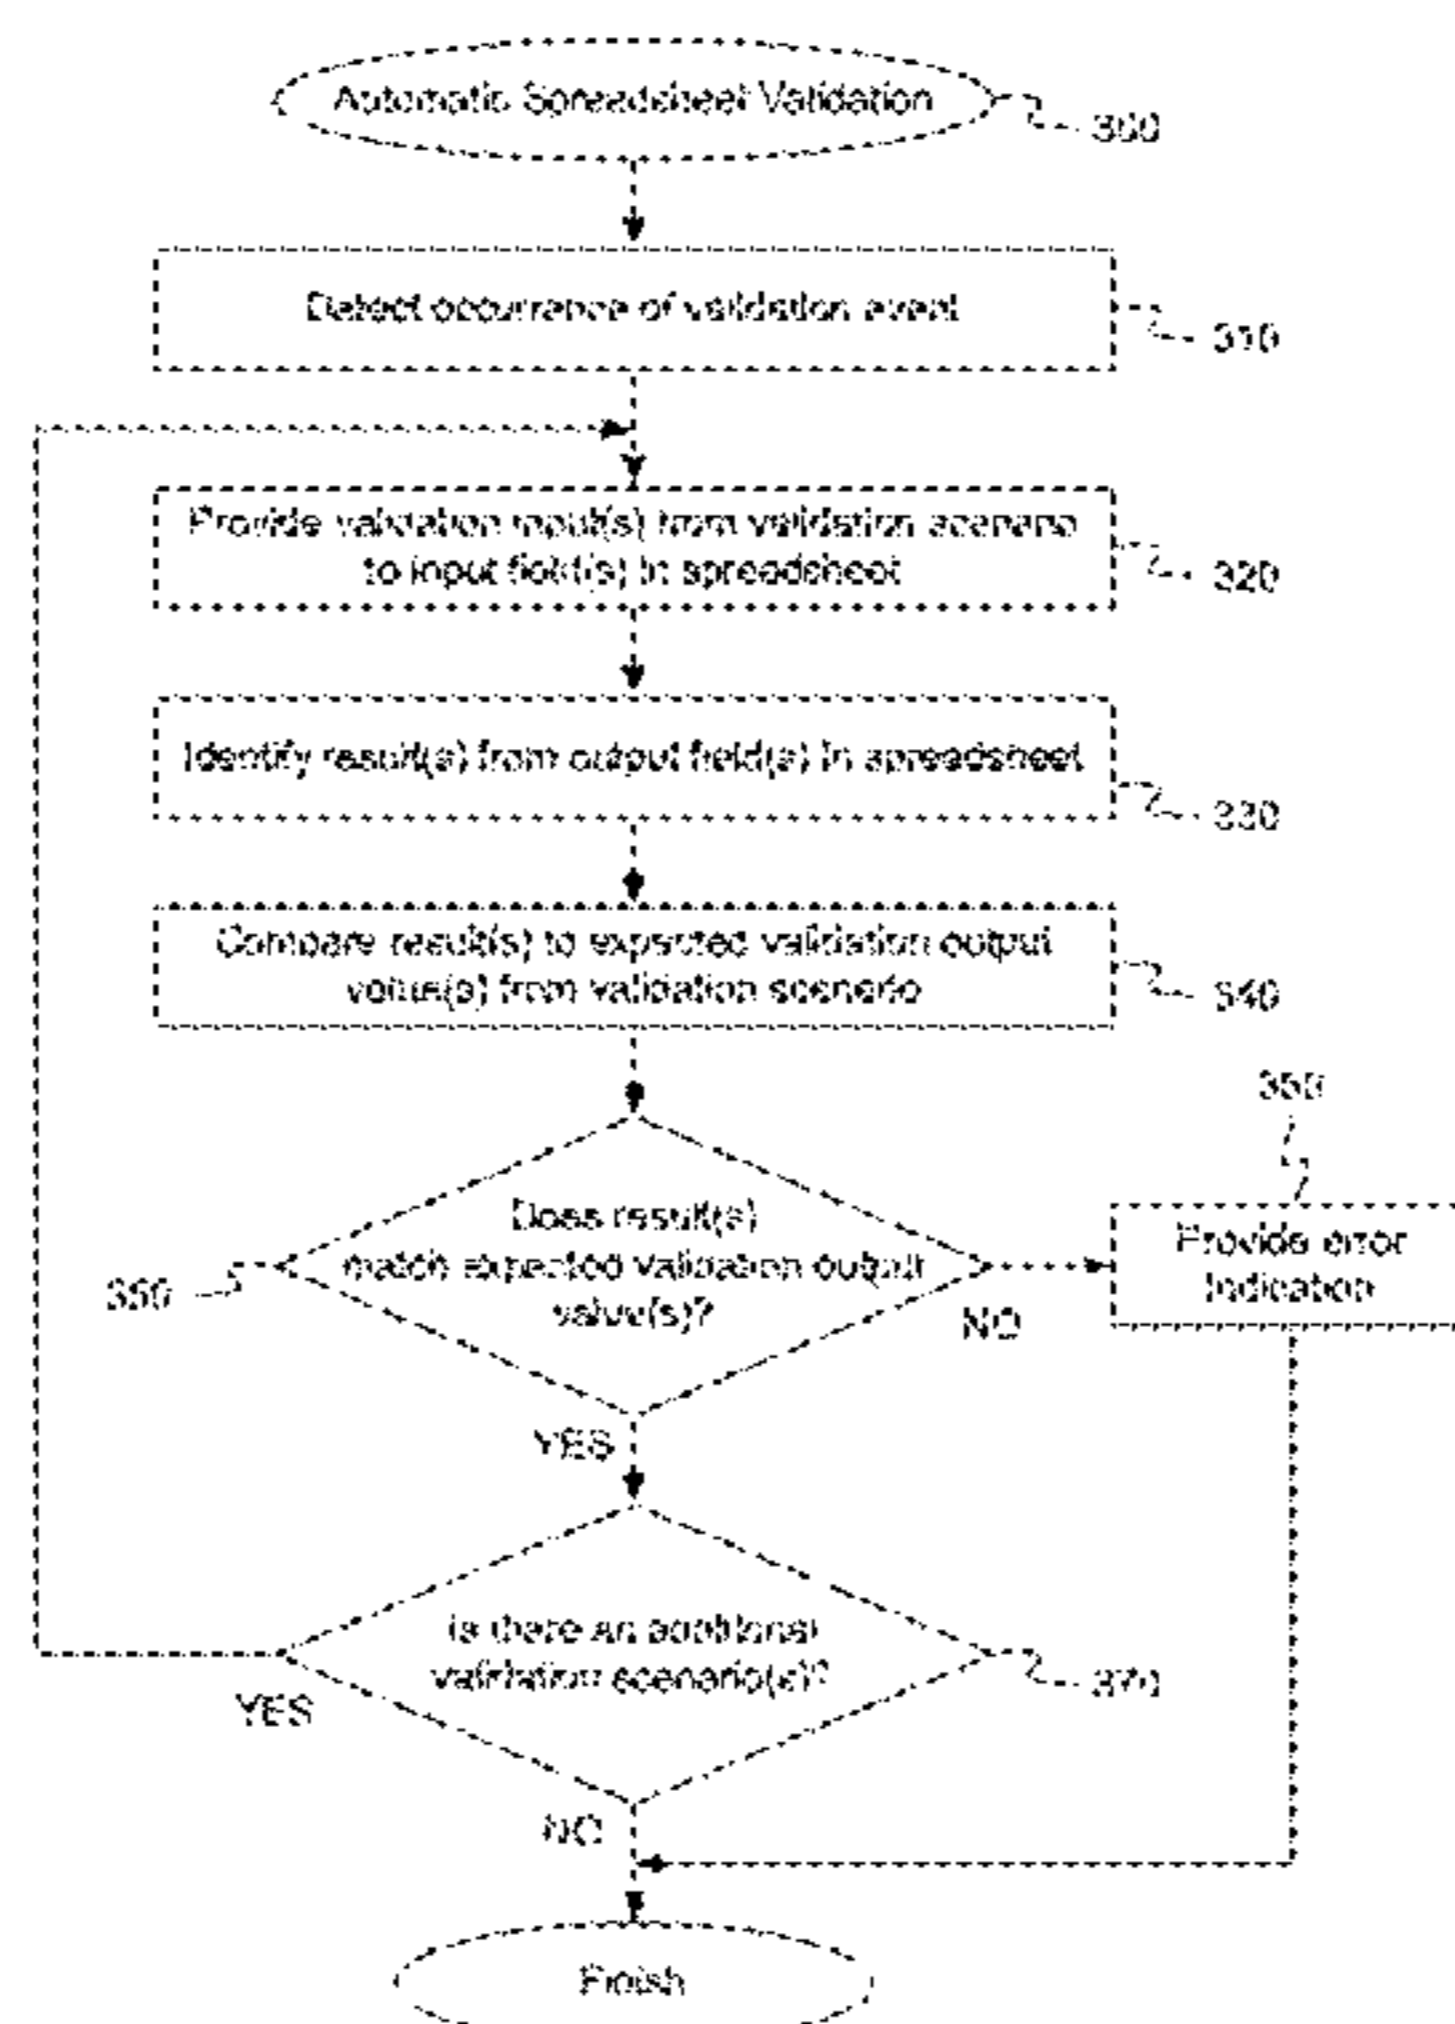 Automatic Spreadsheet Validation
300
Detect occurrence of validation event
310
Provide validation input(s) from validation scenario
to input field(s) in spreadsheet
320
Identify result(s) from output field(s) in spreadsheet
330
Compare result(s) to expected validation output
value(s) from validation scenario
340
Does result(s)
match expected validation output
value(s)?
350
NO
Provide error
indication
YES
Is there an additional
validation scenario(s)?
370
YES
NO
Finish